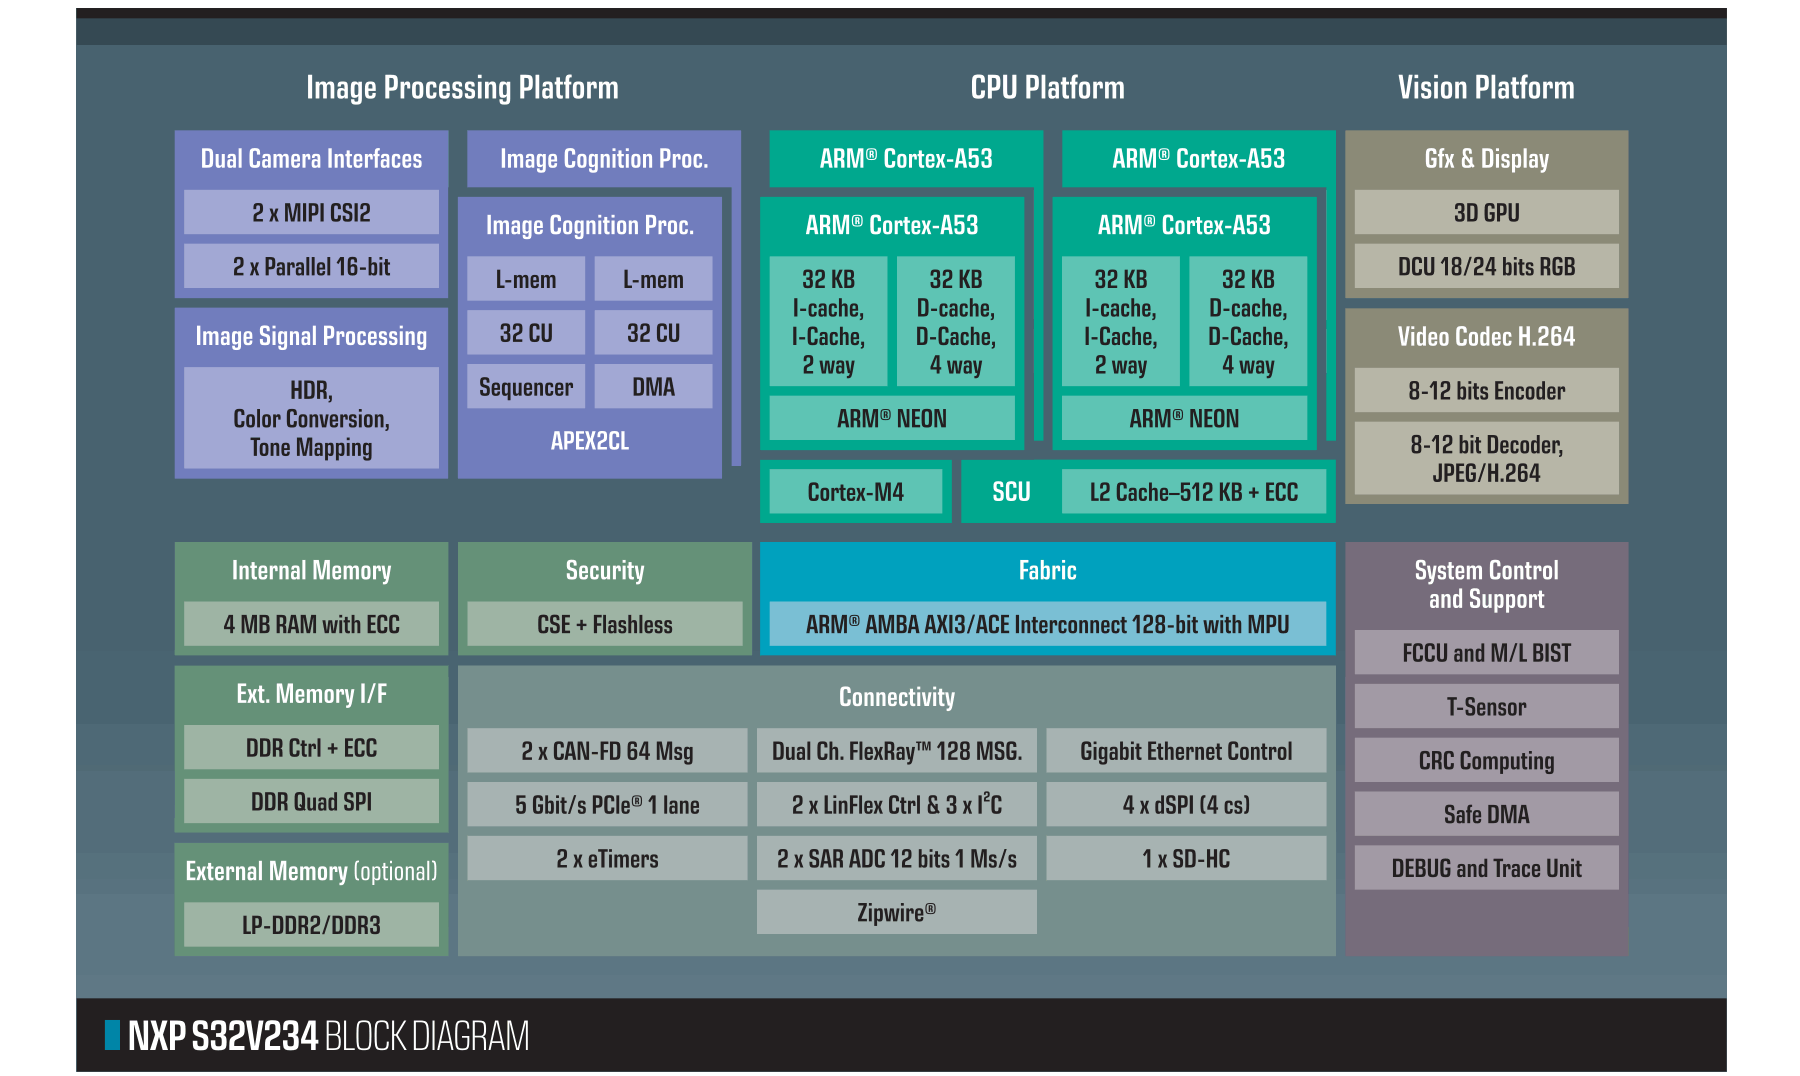 Image Processing Platform
CPU Platform
Vision Platform
Dual Camera Interfaces
2 x MIPI CSI2
2 x Parallel 16-bit
Image Signal Processing
HDR,
Color Conversion,
Tone Mapping
Image Cognition Proc.
Image Cognition Proc.
L-mem
L-mem
32 CU
32 CU
Sequencer
DMA
APEX2CL
ARM® Cortex-A53
ARM® Cortex-A53
32 KB
I-cache,
I-Cache,
2 way
32 KB
D-cache,
D-Cache,
4 way
ARM® NEON
ARM® Cortex-A53
ARM® Cortex-A53
32 KB
I-cache,
I-Cache,
2 way
32 KB
D-cache,
D-Cache,
4 way
ARM® NEON
Cortex-M4
SCU
L2 Cache–512 KB + ECC
Gfx & Display
3D GPU
DCU 18/24 bits RGB
Video Codec H.264
8-12 bits Encoder
8-12 bit Decoder,
JPEG/H.264
Internal Memory
4 MB RAM with ECC
Security
CSE + Flashless
Fabric
ARM® AMBA AXI3/ACE Interconnect 128-bit with MPU
Ext. Memory I/F
DDR Ctrl + ECC
DDR Quad SPI
External Memory (optional)
LP-DDR2/DDR3
Connectivity
2 x CAN-FD 64 Msg
Dual Ch. FlexRay™ 128 MSG.
Gigabit Ethernet Control
5 Gbit/s PCIe® 1 lane
2 x LinFlex Ctrl & 3 x I²C
4 x dSPI (4 cs)
2 x eTimers
2 x SAR ADC 12 bits 1 Ms/s
1 x SD-HC
Zipwire®
System Control
and Support
FCCU and M/L BIST
T-Sensor
CRC Computing
Safe DMA
DEBUG and Trace Unit
NXP S32V234 BLOCK DIAGRAM